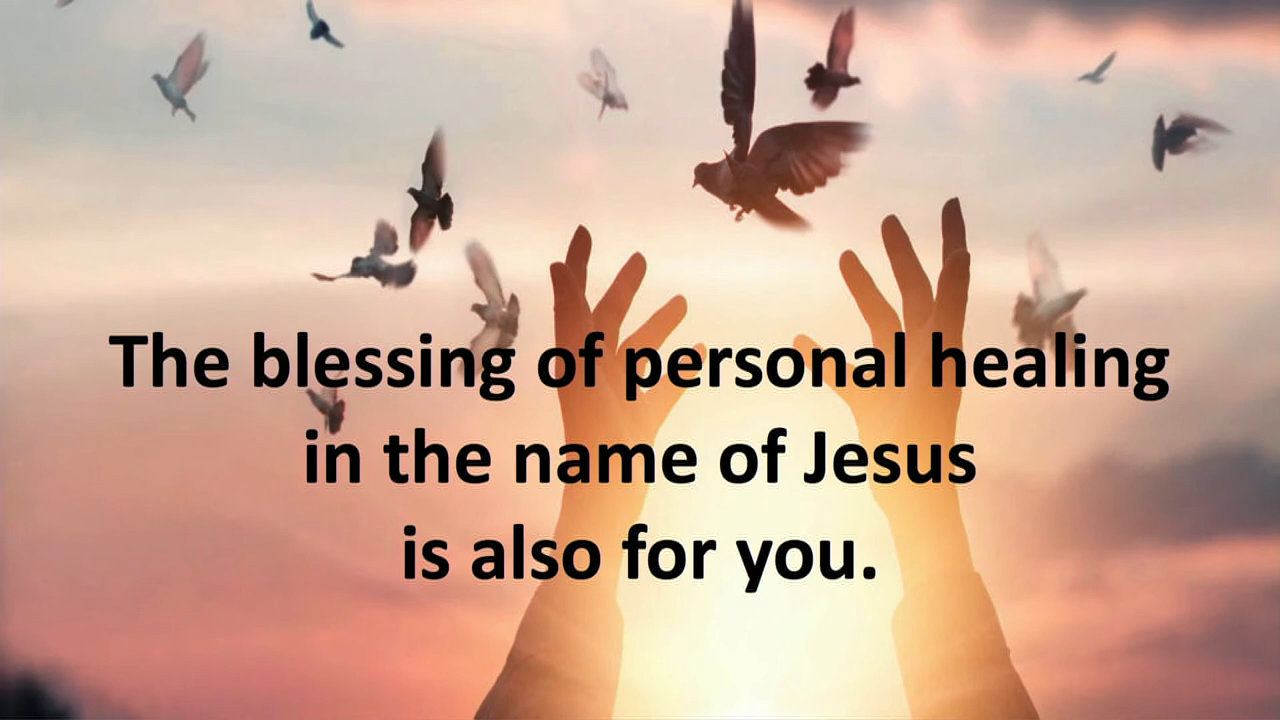 The blessing of personal healing
in the name of Jesus
is also for you.